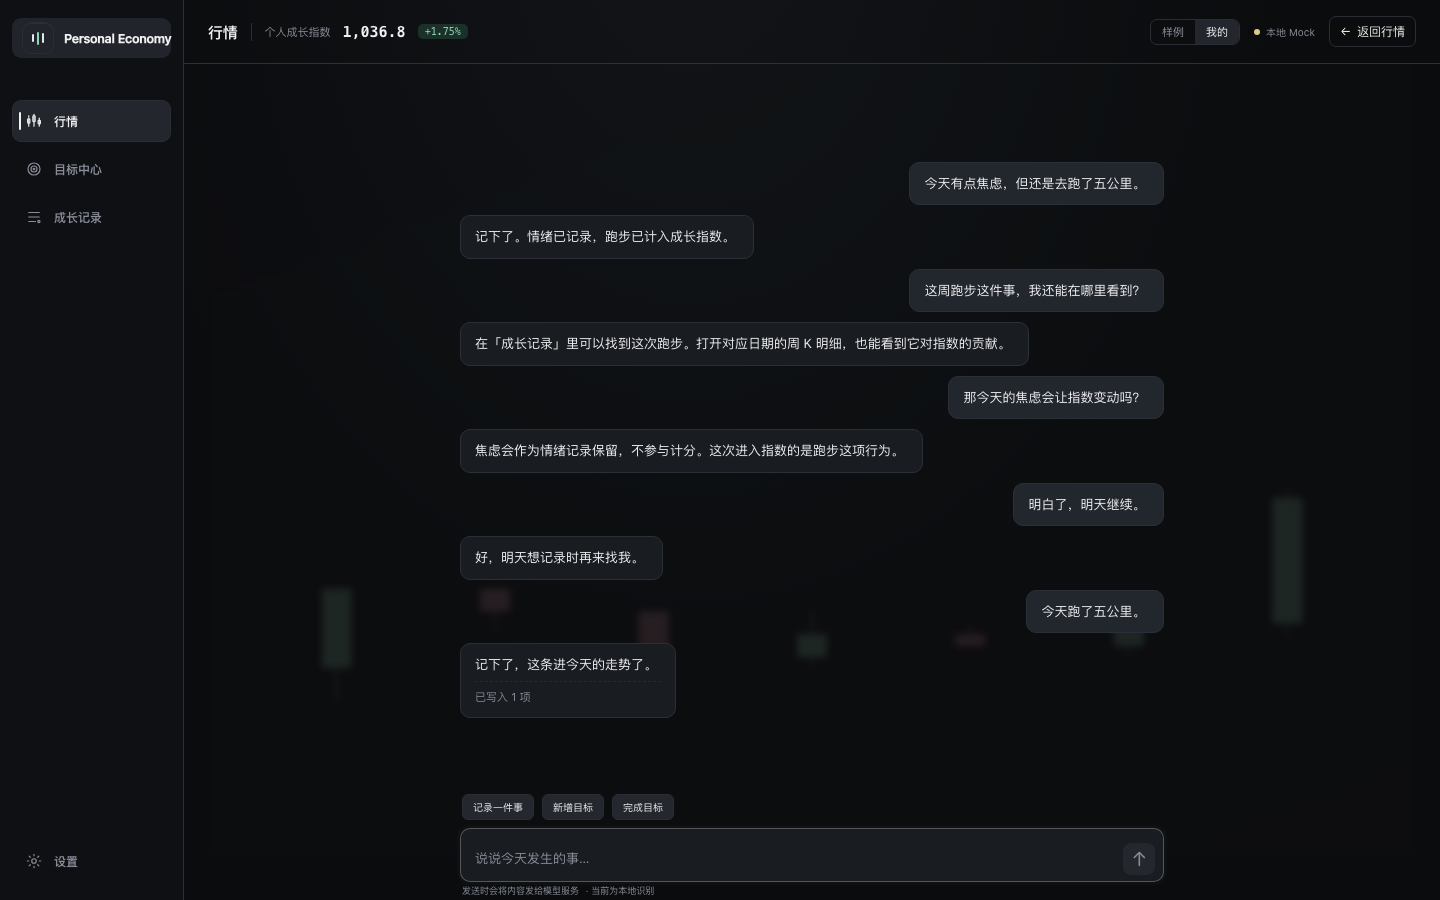 Personal Economy
行情
个人成长指数
1,036.8
+1.75%
样例
我的
本地 Mock
← 返回行情
行情
目标中心
成长记录
今天有点焦虑，但还是去跑了五公里。
记下了。情绪已记录，跑步已计入成长指数。
这周跑步这件事，我还能在哪里看到？
在「成长记录」里可以找到这次跑步。打开对应日期的周 K 明细，也能看到它对指数的贡献。
那今天的焦虑会让指数变动吗？
焦虑会作为情绪记录保留，不参与计分。这次进入指数的是跑步这项行为。
明白了，明天继续。
好，明天想记录时再来找我。
今天跑了五公里。
记下了，这条进今天的走势了。
已写入 1 项
记录一件事
新增目标
完成目标
说说今天发生的事...
发送时会将内容发给模型服务 · 当前为本地识别
设置